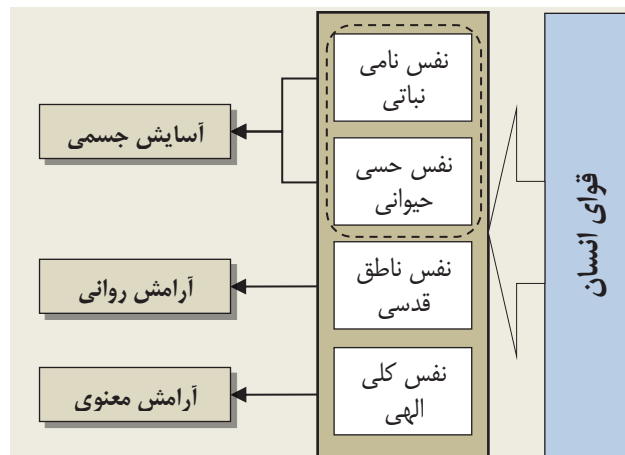 قوای انسان
نفس نامی
نباتی
نفس حسی
حیوانی
نفس ناطق
قدسی
نفس کلی
الهی
آسایش جسمی
آرامش روانی
آرامش معنوی